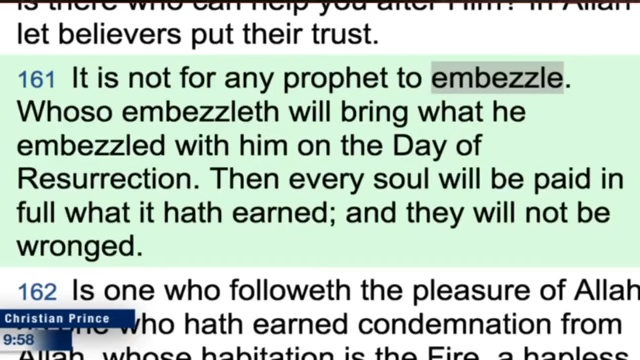 is there who can help you after Him? In Allah
let believers put their trust.
161 It is not for any prophet to embezzle.
Whoso embezzleth will bring what he
embezzled with him on the Day of
Resurrection. Then every soul will be paid in
full what it hath earned; and they will not be
wronged.
162 Is one who followeth the pleasure of Allah
Christian Prince
who hath earned condemnation from
9:58
Allah, whose habitation is the Fire, a hapless